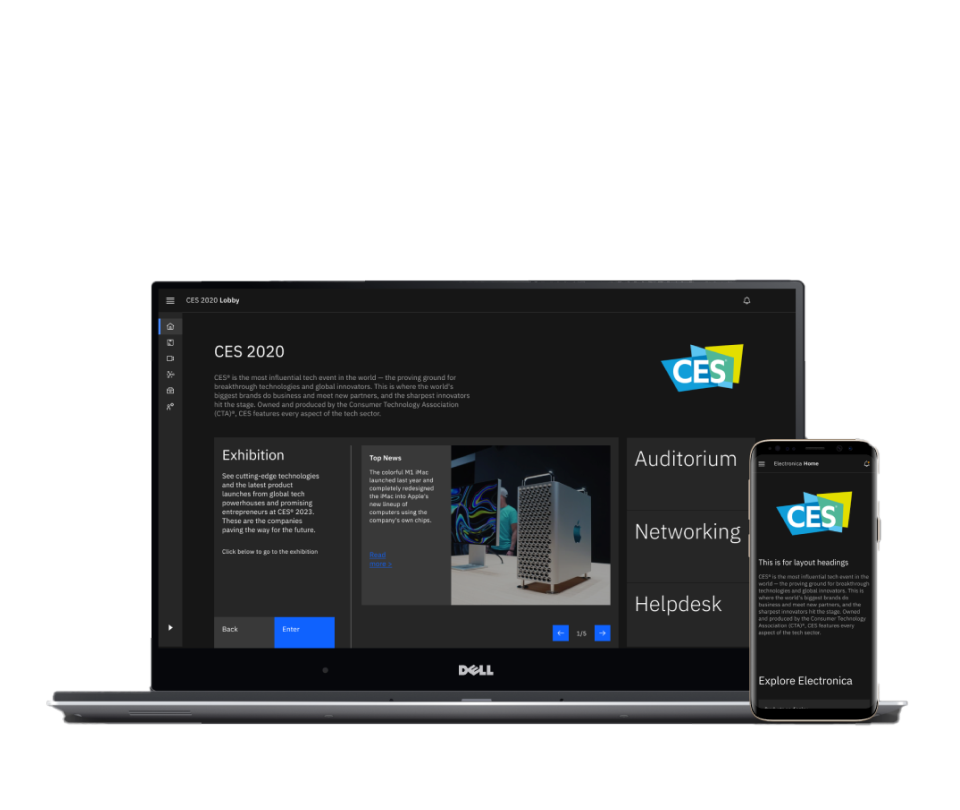 CES 2020 Lobby
CES 2020
CES® is the most influential tech event in the world — the proving ground for
breakthrough technologies and global innovators. This is where the world's
biggest brands do business and meet new partners, and the sharpest innovators
hit the stage. Owned and produced by the Consumer Technology Association
(CTA)®, CES features every aspect of the tech sector.
CES
Exhibition
See cutting-edge technologies
and the latest product
launches from global tech
powerhouses and promising
entrepreneurs at CES® 2023.
These are the companies
paving the way for the future.
Click below to go to the exhibition
Back
Enter
Top News
The colorful M1 iMac
launched last year and
completely redesigned
the iMac into Apple's
new lineup of
computers using the
company's own chips.
Read
more >
1/5
Auditorium
Networking
Helpdesk
DELL
Electronica Home
CES
This is for layout headings
CES® is the most influential tech event in the
world — the proving ground for breakthrough
technologies and global innovators. This is
where the world's biggest brands do
business and meet new partners, and the
sharpest innovators hit the stage. Owned
and produced by the Consumer Technology
Association (CTA)®, CES features every
aspect of the tech sector.
Explore Electronica